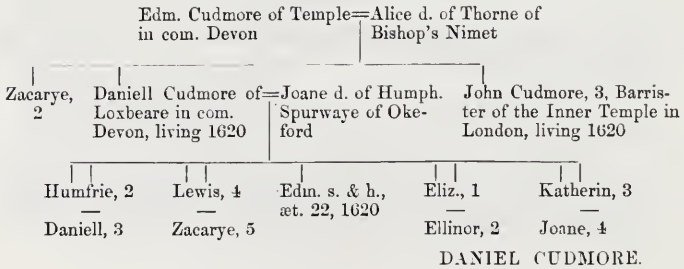 Edm. Cudmore of Temple=Alice d. of Thorne of
in com. Devon Bishop's Nimet
Zacarye, Daniell Cudmore of=Joane d. of Humph. John Cudmore, 3, Barris-
2 Loxbeare in com. Spurwaye of Oke- ter of the Inner Temple in
Devon, living 1620 ford London, living 1620
Humfrie, 2 Lewis, 4 Edm. s. & h., Eliz., 1 Katherin, 3
æt. 22, 1620
Daniell, 3 Zacarye, 5 Ellinor, 2 Joane, 4
DANIEL CUDMORE.